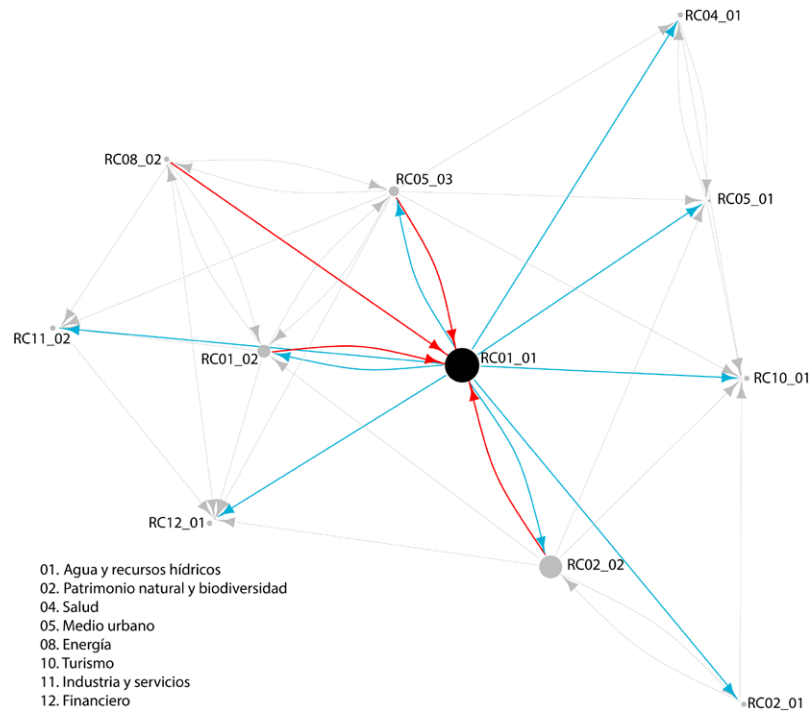 RC04_01
RC08_02
RC05_03
RC05_01
RC11_02
RC01_02
RC01_01
RC10_01
RC12_01
RC02_02
RC02_01
01. Agua y recursos hídricos
02. Patrimonio natural y biodiversidad
04. Salud
05. Medio urbano
08. Energía
10. Turismo
11. Industria y servicios
12. Financiero